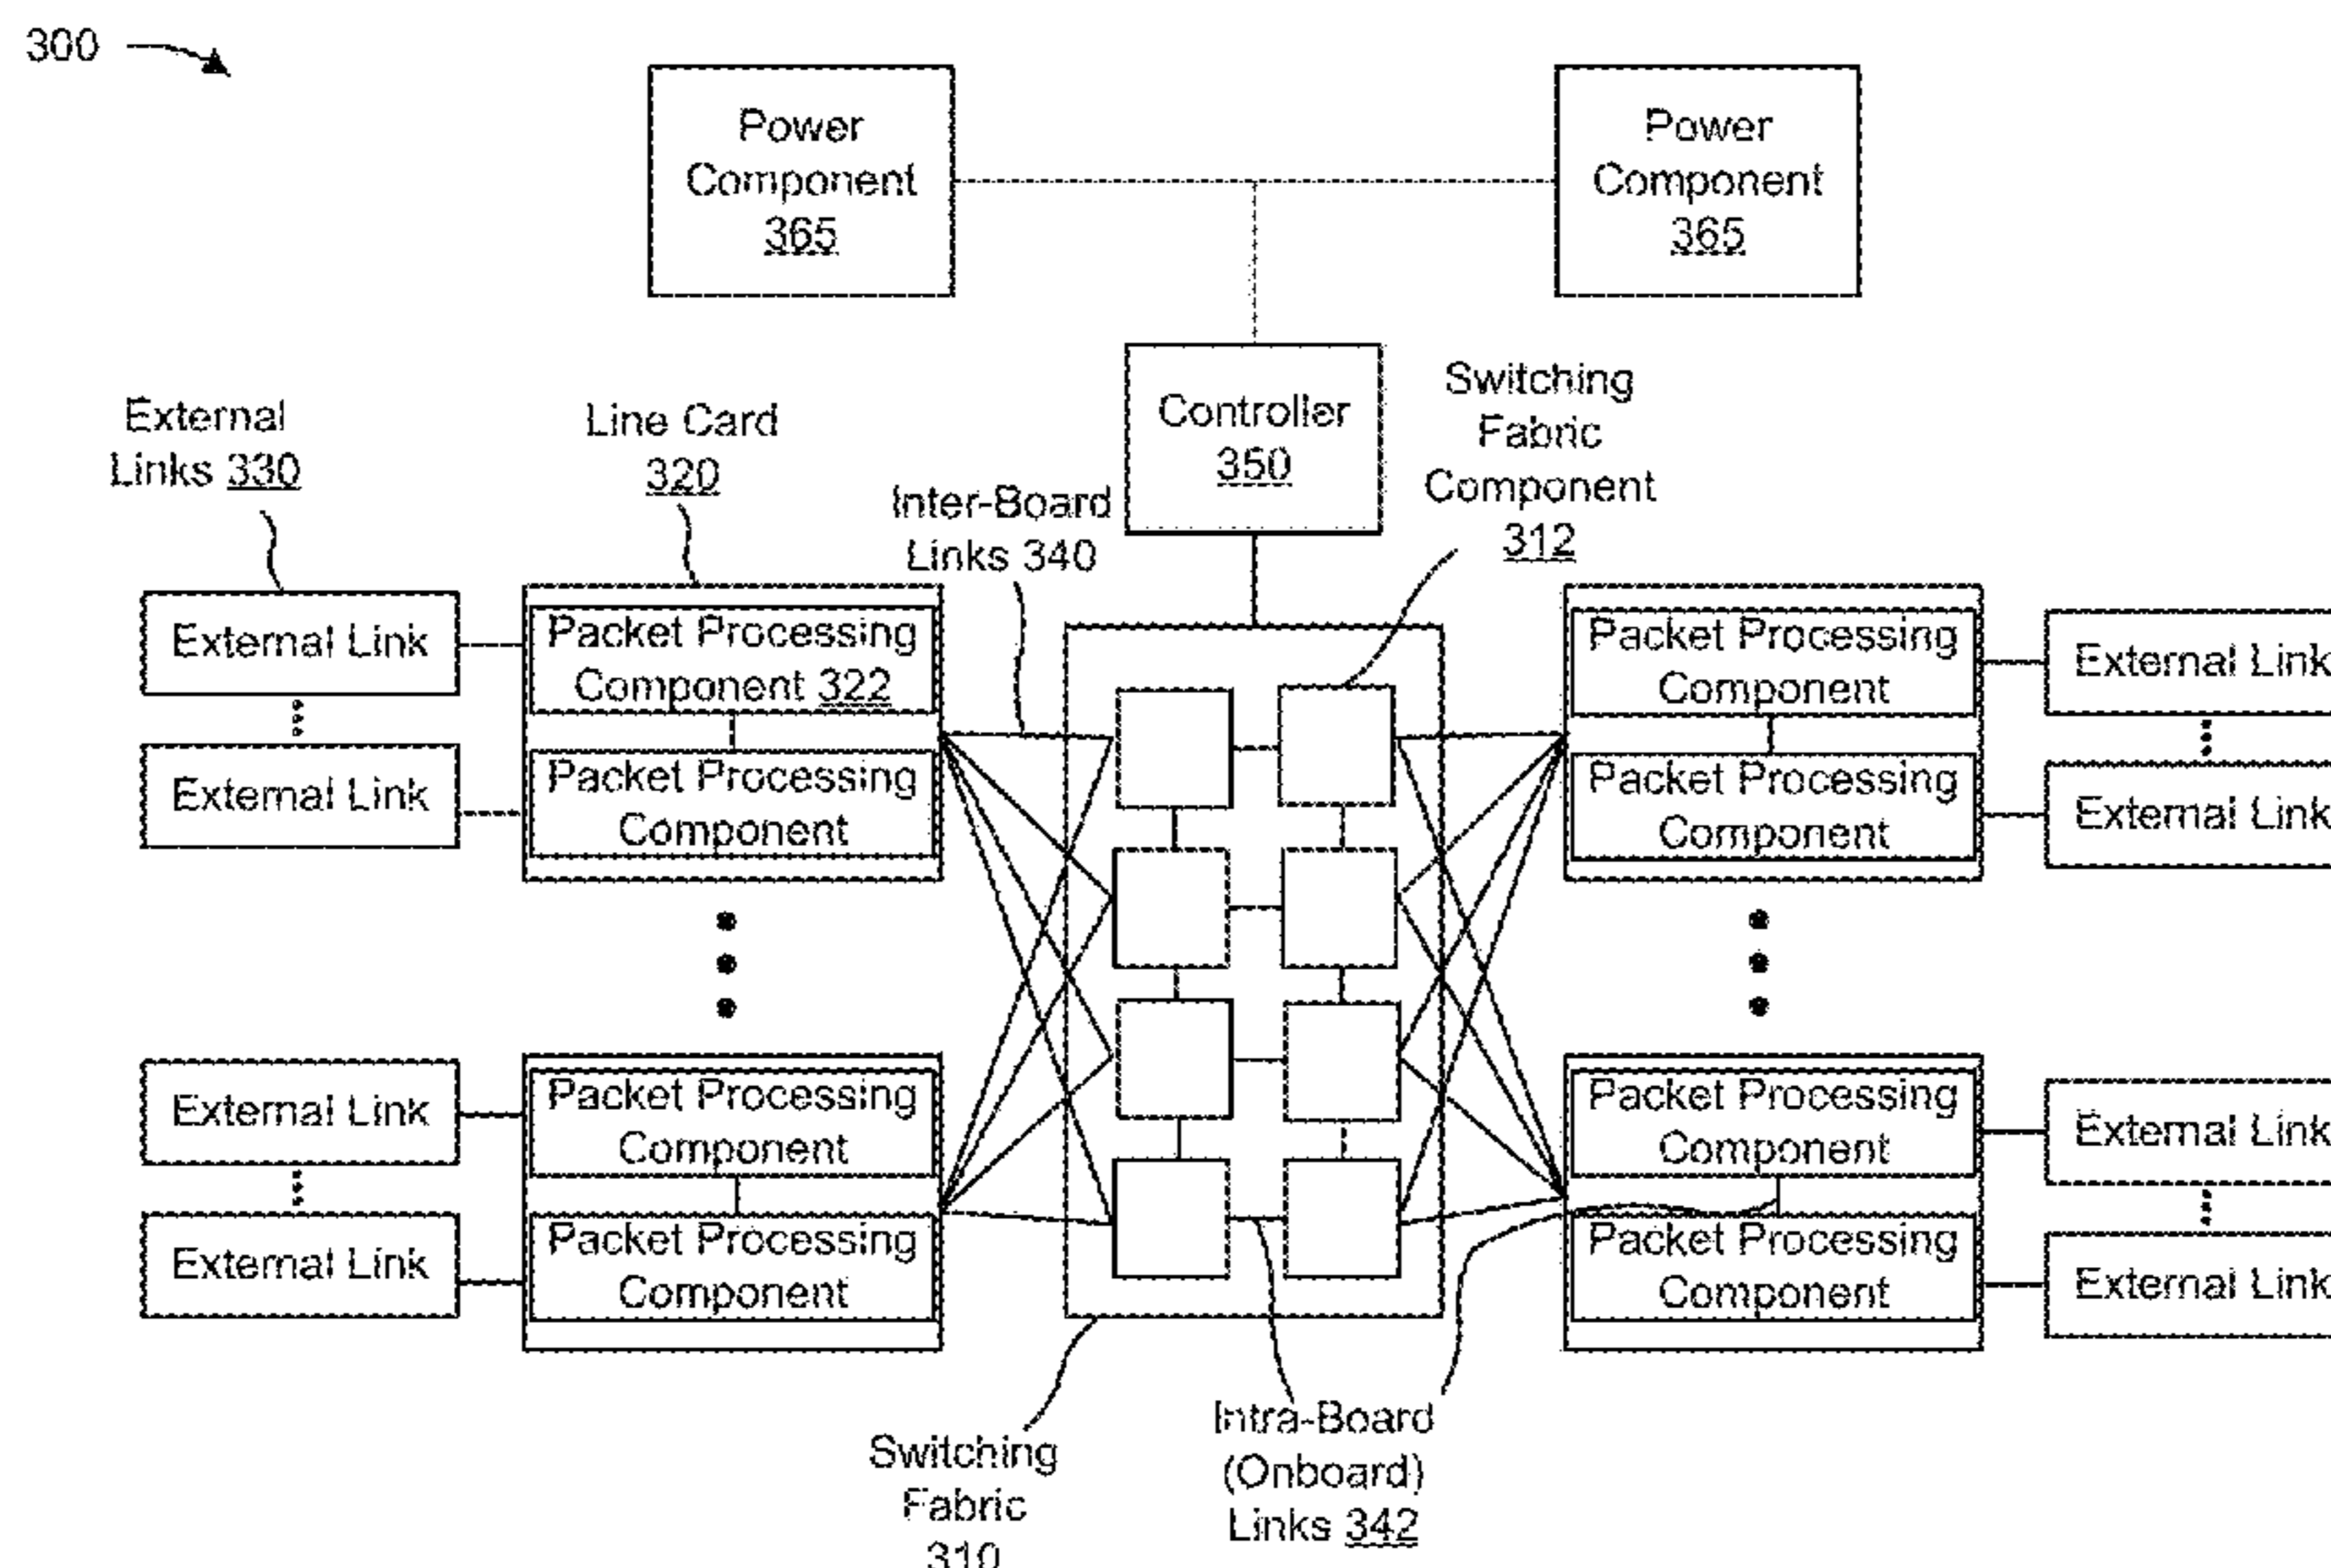 300
Power
Component
365
Power
Component
365
Controller
350
Switching
Fabric
Component
312
External
Links 330
Line Card
320
Inter-Board
Links 340
External Link
External Link
Packet Processing
Component 322
Packet Processing
Component
Packet Processing
Component
Packet Processing
Component
External Link
External Link
External Link
External Link
Packet Processing
Component
Packet Processing
Component
Packet Processing
Component
Packet Processing
Component
External Link
External Link
Switching
Fabric
310
Intra-Board
(Onboard)
Links 342